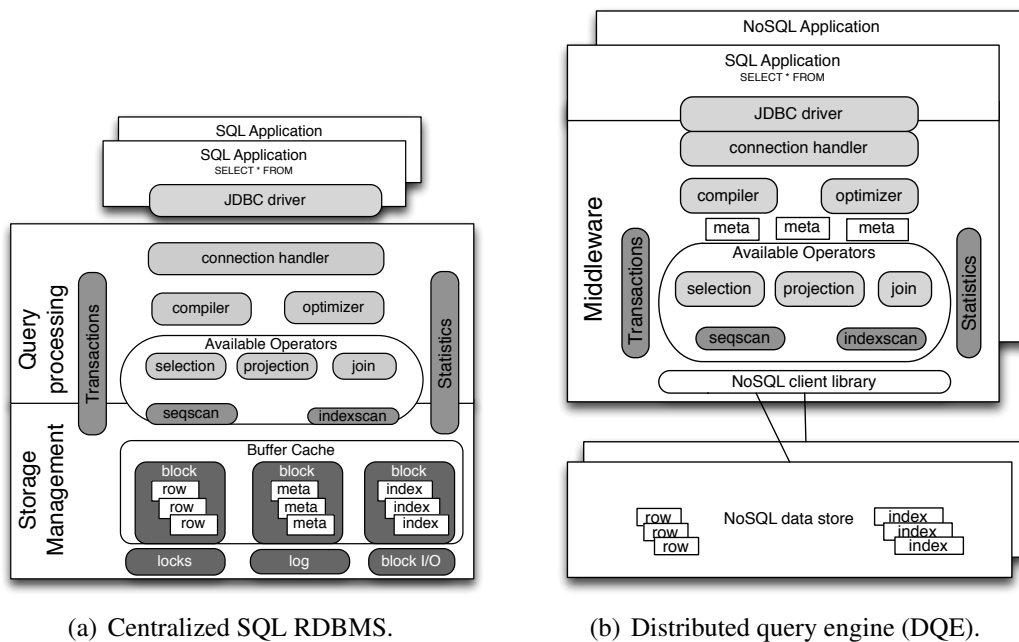 SQL Application
SQL Application
SELECT * FROM
JDBC driver
Query
processing
Storage
Management
Transactions
Statistics
connection handler
compiler
optimizer
Available Operators
selection
projection
join
seqscan
indexscan
Buffer Cache
block
row
row
row
block
meta
meta
meta
block
index
index
index
locks
log
block I/O
(a) Centralized SQL RDBMS.
NoSQL Application
SQL Application
SELECT * FROM
JDBC driver
connection handler
Middleware
Transactions
Statistics
compiler
optimizer
meta
meta
meta
Available Operators
selection
projection
join
seqscan
indexscan
NoSQL client library
NoSQL data store
row
row
row
index
index
index
(b) Distributed query engine (DQE).